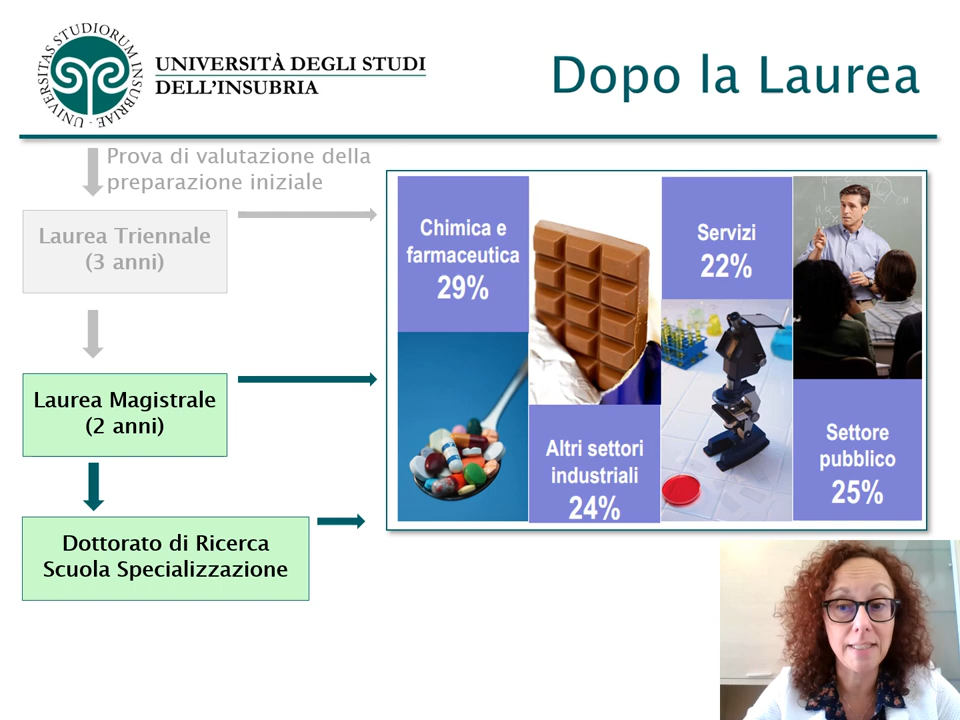 UNIVERSITAS STUDIORUM INSUBRIAE
UNIVERSITÀ DEGLI STUDI
DELL'INSUBRIA
Dopo la Laurea
Prova di valutazione della
preparazione iniziale
Laurea Triennale
(3 anni)
Laurea Magistrale
(2 anni)
Dottorato di Ricerca
Scuola Specializzazione
Chimica e
farmaceutica
29%
Altri settori
industriali
24%
Servizi
22%
Settore
pubblico
25%